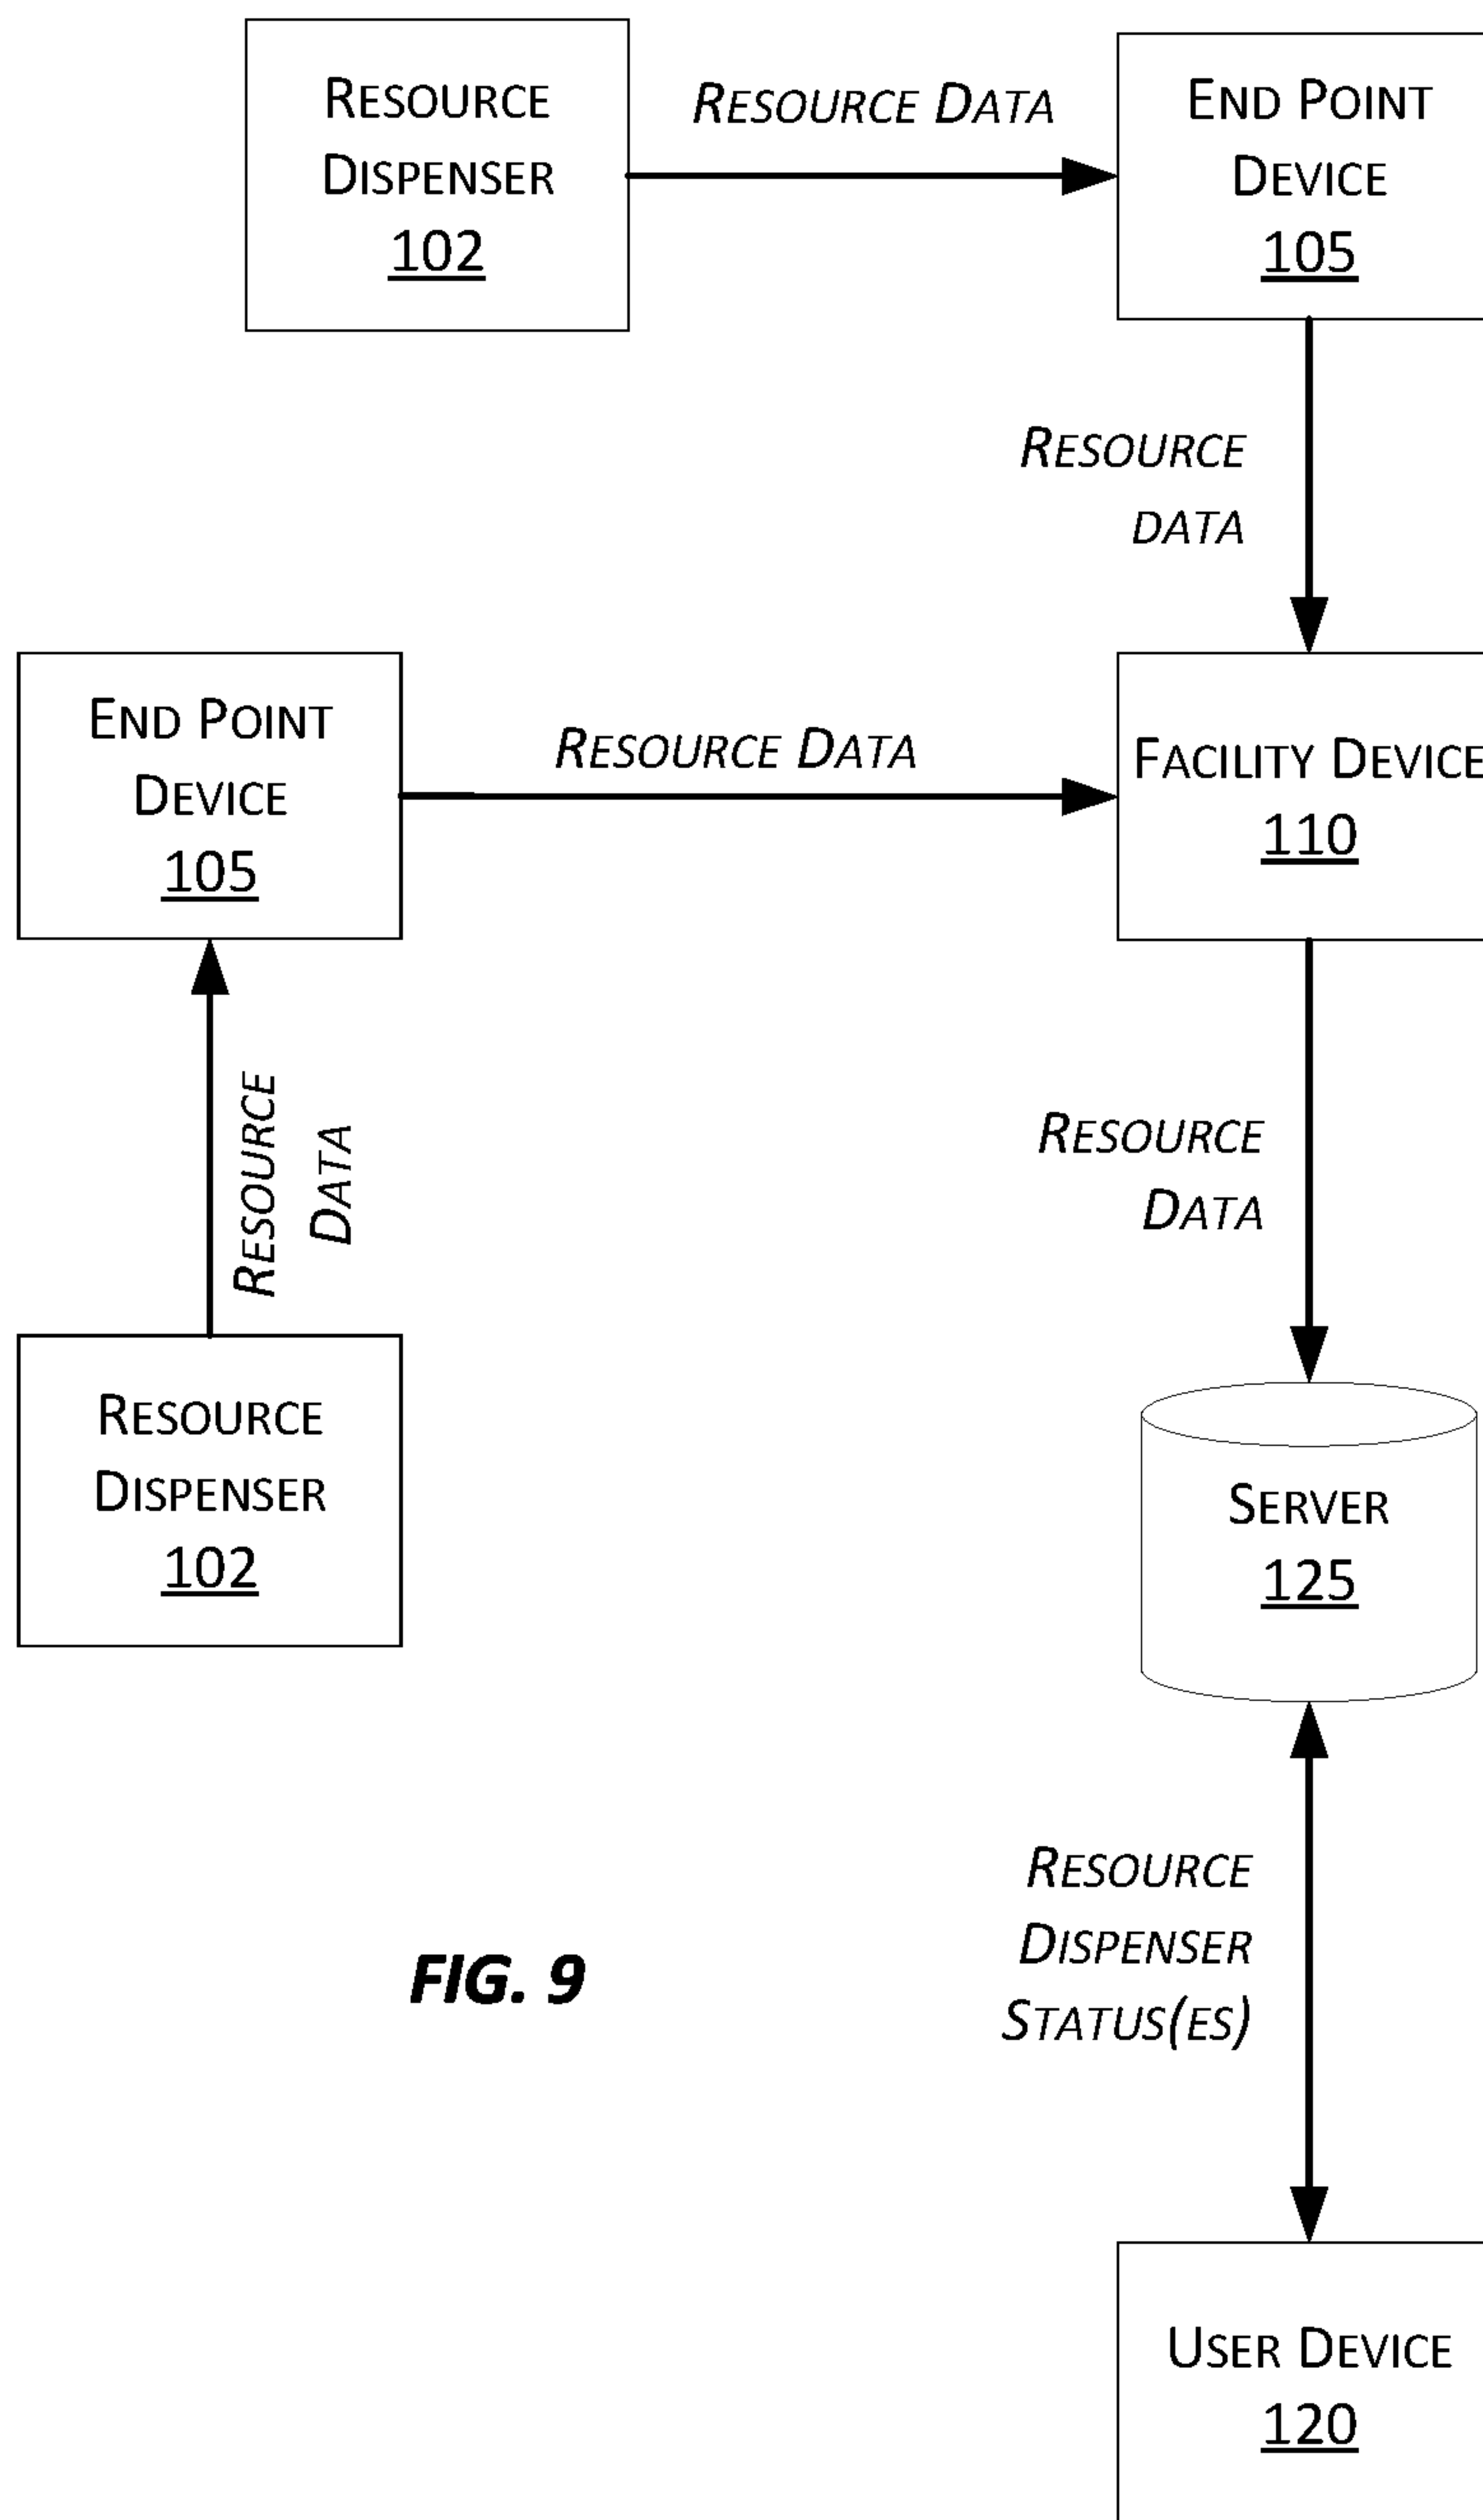 Resource
Dispenser
102
Resource Data
End Point
Device
105
Resource
data
End Point
Device
105
Resource Data
Facility Device
110
Resource
Data
Resource
Data
Resource
Dispenser
102
Server
125
Resource
Dispenser
Status(es)
FIG. 9
User Device
120